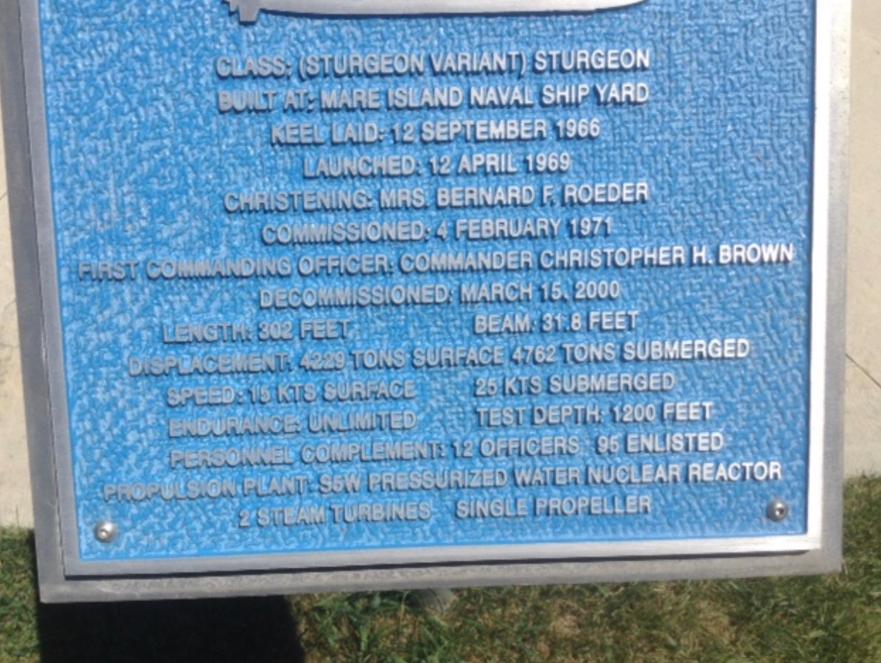 CLASS: (STURGEON VARIANT) STURGEON
BUILT AT: MARE ISLAND NAVAL SHIP YARD
KEEL LAID: 12 SEPTEMBER 1966
LAUNCHED: 12 APRIL 1969
CHRISTENING: MRS. BERNARD F. ROEDER
COMMISSIONED: 4 FEBRUARY 1971
FIRST COMMANDING OFFICER: COMMANDER CHRISTOPHER H. BROWN
DECOMMISSIONED: MARCH 15, 2000
LENGTH: 302 FEET BEAM: 31.8 FEET
DISPLACEMENT: 4229 TONS SURFACE 4762 TONS SUBMERGED
SPEED: 15 KTS SURFACE 25 KTS SUBMERGED
ENDURANCE: UNLIMITED TEST DEPTH: 1200 FEET
PERSONNEL COMPLEMENT: 12 OFFICERS 95 ENLISTED
PROPULSION PLANT: S5W PRESSURIZED WATER NUCLEAR REACTOR
2 STEAM TURBINES SINGLE PROPELLER